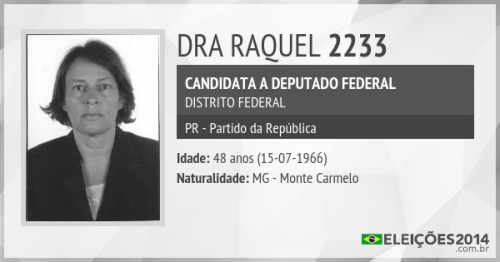 DRA RAQUEL 2233
CANDIDATA A DEPUTADO FEDERAL
DISTRITO FEDERAL
PR - Partido da República
Idade: 48 anos (15-07-1966)
Naturalidade: MG - Monte Carmelo
ELEIÇÕES2014
.com.br